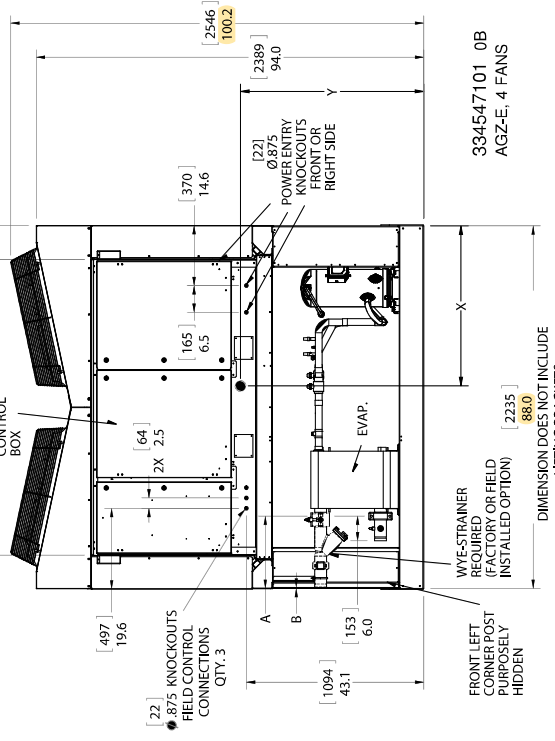 CONTROL
BOX
[2546]
100.2
[2389]
94.0
Y
[370]
14.6
[22]
Ø.875
POWER ENTRY
KNOCKOUTS
FRONT OR
RIGHT SIDE
[165]
6.5
[64]
2.5
2X
[497]
19.6
[22]
Ø.875 KNOCKOUTS
FIELD CONTROL
CONNECTIONS
QTY. 3
A
B
[153]
6.0
[1094]
43.1
EVAP.
X
WYE-STRAINER
REQUIRED
(FACTORY OR FIELD
INSTALLED OPTION)
FRONT LEFT
CORNER POST
PURPOSELY
HIDDEN
[2235]
88.0
DIMENSION DOES NOT INCLUDE
334547101 0B
AGZ-E, 4 FANS